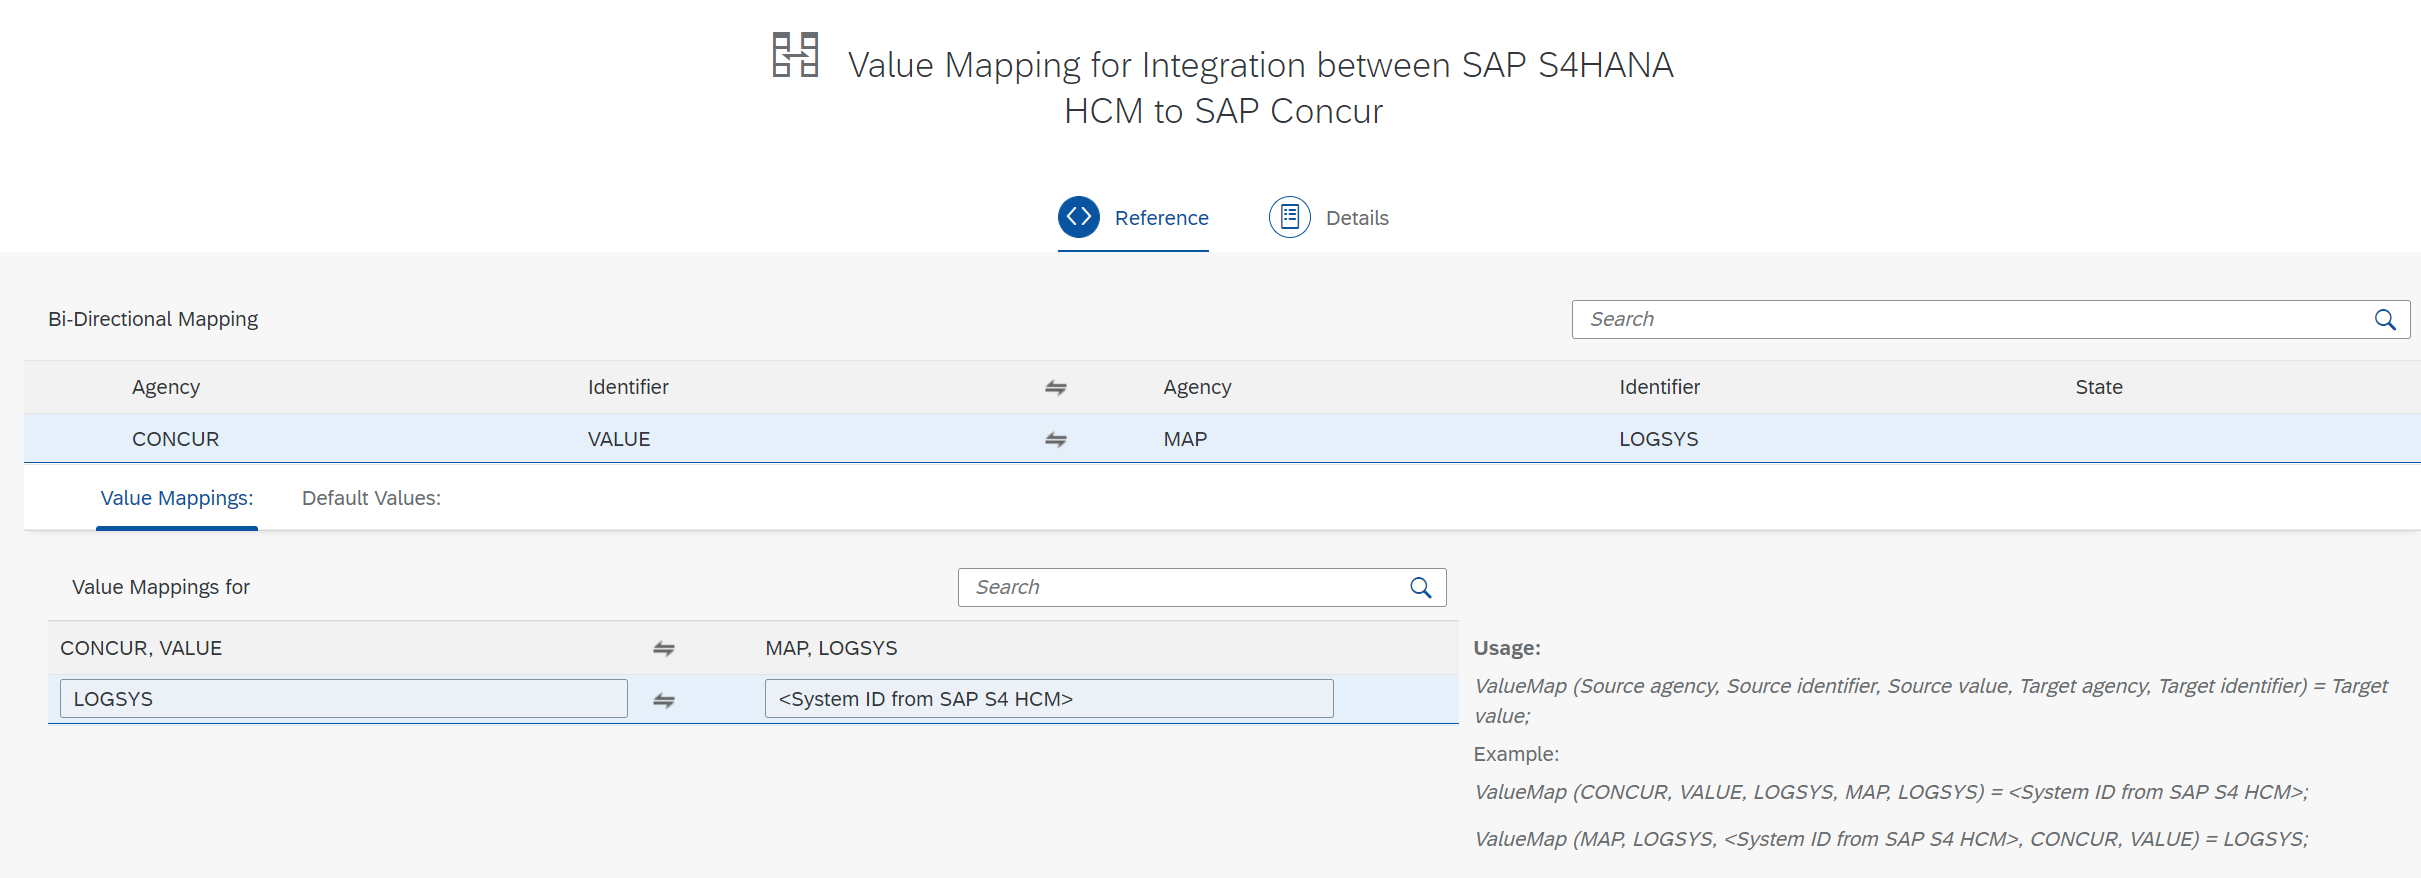 Value Mapping for Integration between SAP S4HANA
HCM to SAP Concur
Reference Details
Bi-Directional Mapping
Search
Agency Identifier Agency Identifier State
CONCUR VALUE MAP LOGSYS
Value Mappings: Default Values:
Value Mappings for
Search
CONCUR, VALUE MAP, LOGSYS
LOGSYS <System ID from SAP S4 HCM>
Usage:
ValueMap (Source agency, Source identifier, Source value, Target agency, Target identifier) = Target
value;
Example:
ValueMap (CONCUR, VALUE, LOGSYS, MAP, LOGSYS) = <System ID from SAP S4 HCM>;
ValueMap (MAP, LOGSYS, <System ID from SAP S4 HCM>, CONCUR, VALUE) = LOGSYS;